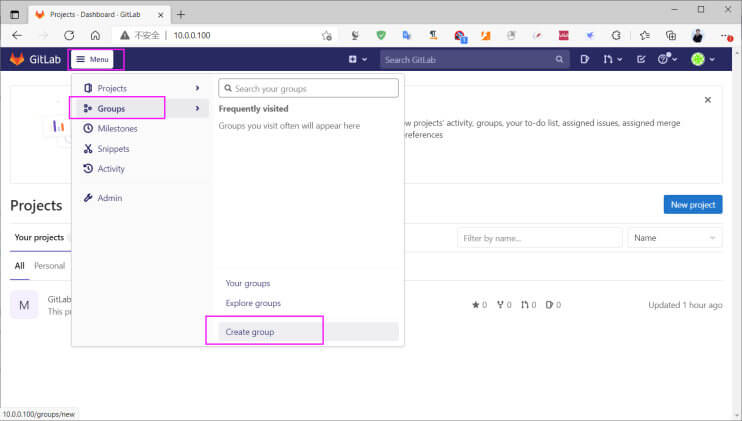 Projects · Dashboard · GitLab
不安全 | 10.0.0.100
GitLab
Menu
Search GitLab
Projects
Groups
Milestones
Snippets
Activity
Admin
Search your groups
Frequently visited
Groups you visit often will appear here
Your groups
Explore groups
Create group
projects' activity, groups, your to-do list, assigned issues, assigned merge
Projects
New project
Your projects
Filter by name...
Name
All
Personal
M
GitLab
0
0
0
0
Updated 1 hour ago
10.0.0.100/groups/new